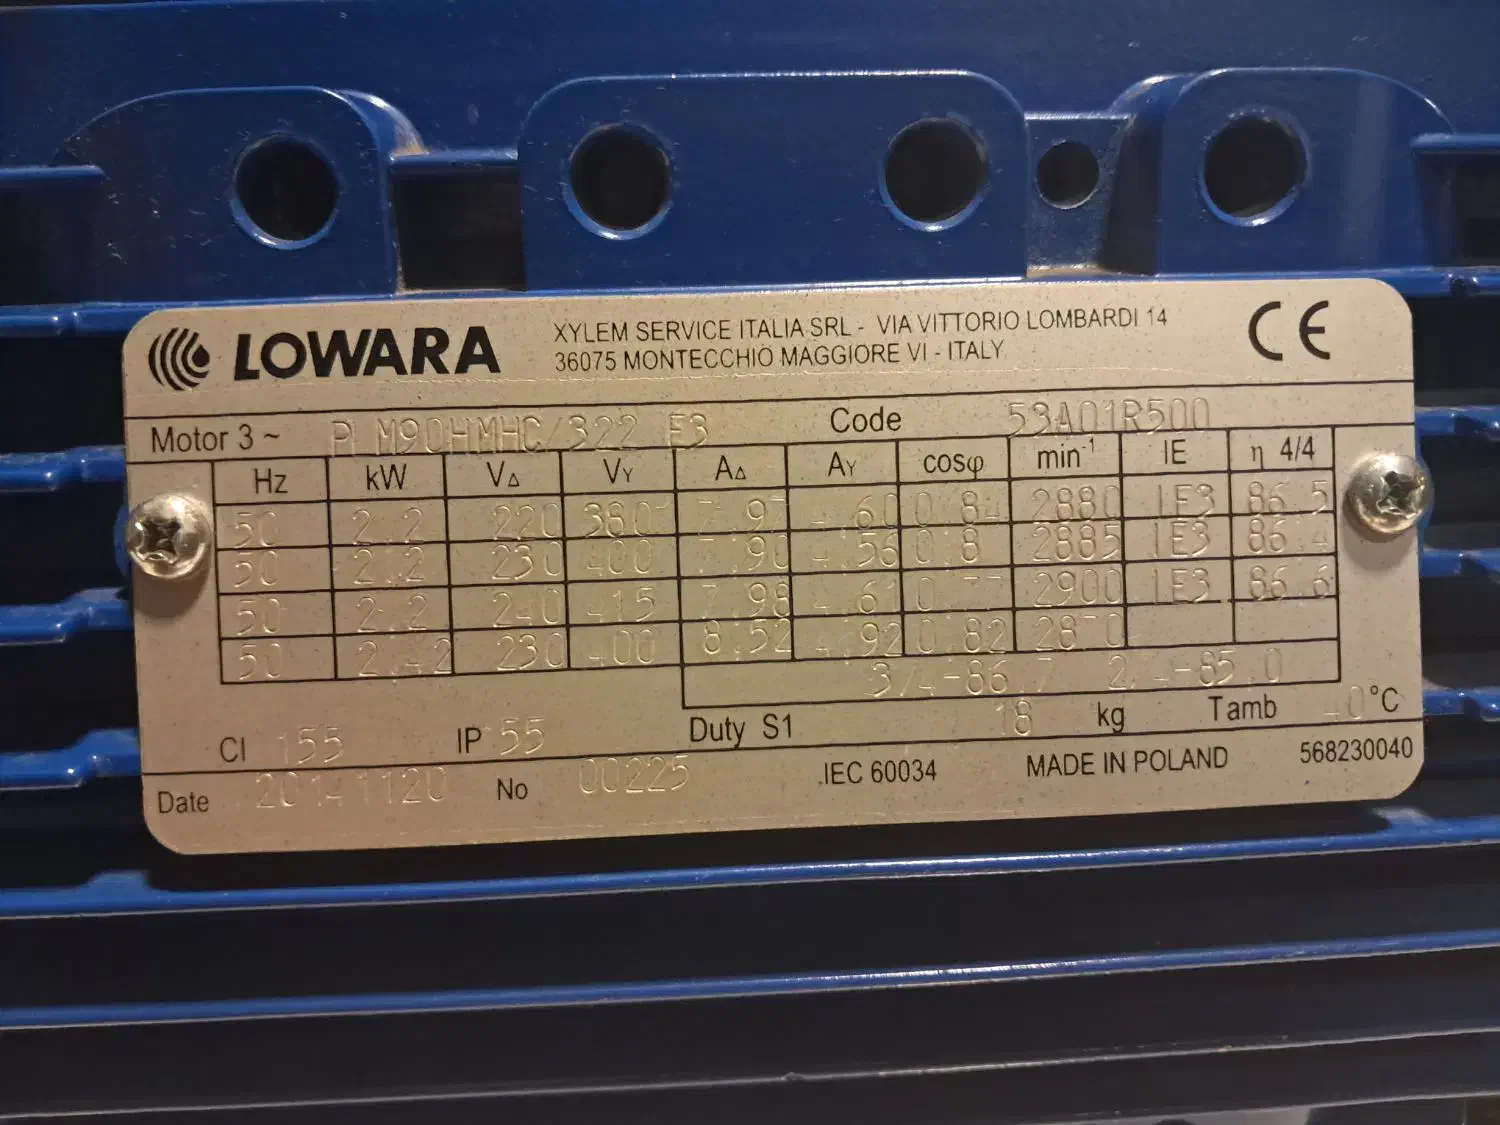 LOWARA
XYLEM SERVICE ITALIA SRL - VIA VITTORIO LOMBARDI 14
36075 MONTECCHIO MAGGIORE VI - ITALY
CE
Motor 3 ~ PLM90HMHC/322 E3 Code 53A01R500
Hz kW V△ VY A△ AY cosφ min⁻¹ IE η 4/4
50 2.2 220 380 7.97 4.60 0.84 2880 IE3 86.5
50 2.2 230 400 7.90 4.56 0.8 2885 IE3 86.4
50 2.2 240 415 7.98 4.61 0.77 2900 IE3 86.6
50 2.42 230 400 8.52 4.92 0.82 2870
3/4-86.7 2/4-85.0
Cl 155 IP 55 Duty S1 18 kg Tamb 40°C
Date 20141120 No 00225 IEC 60034 MADE IN POLAND 568230040